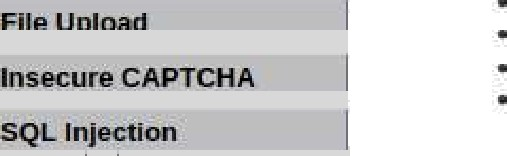 File Upload
Insecure CAPTCHA
SQL Injection